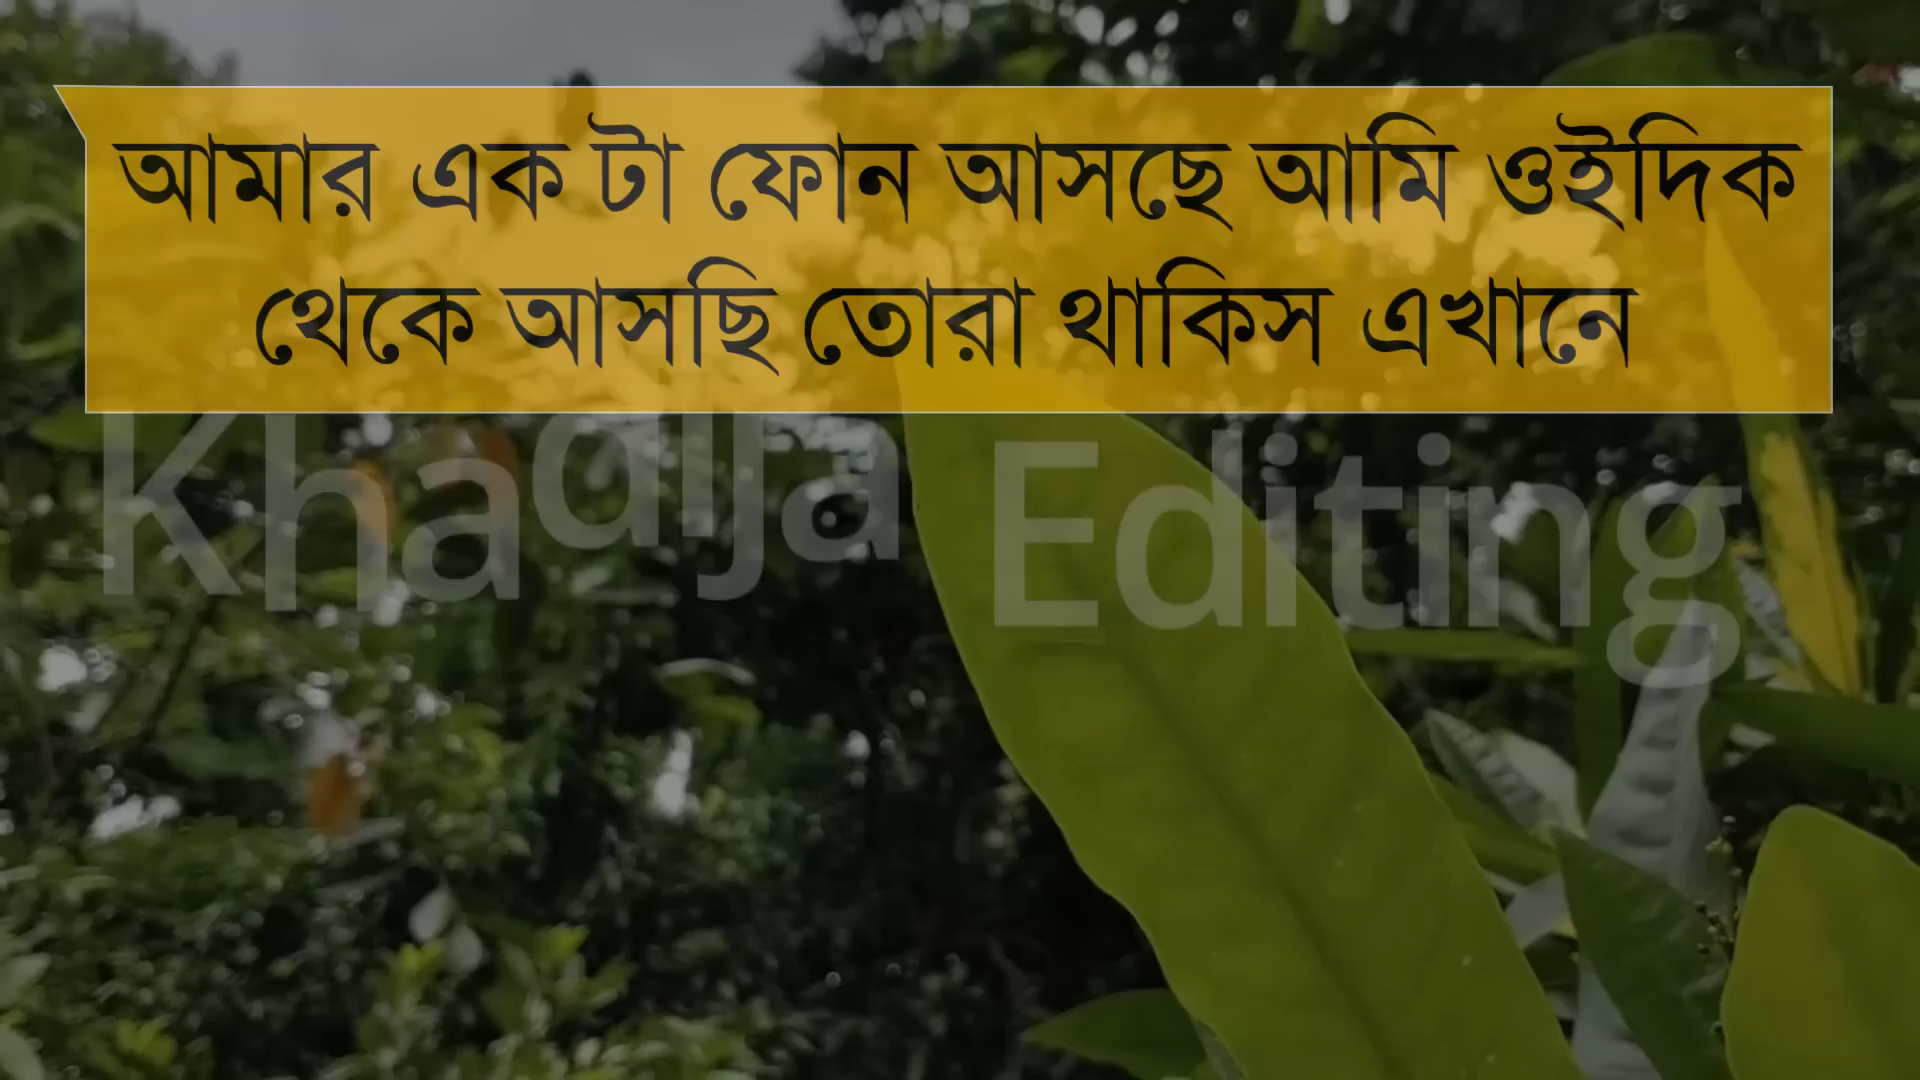 আমার এক টা ফোন আসছে আমি ওইদিক
থেকে আসছি তোরা থাকিস এখানে
Khadija Editing